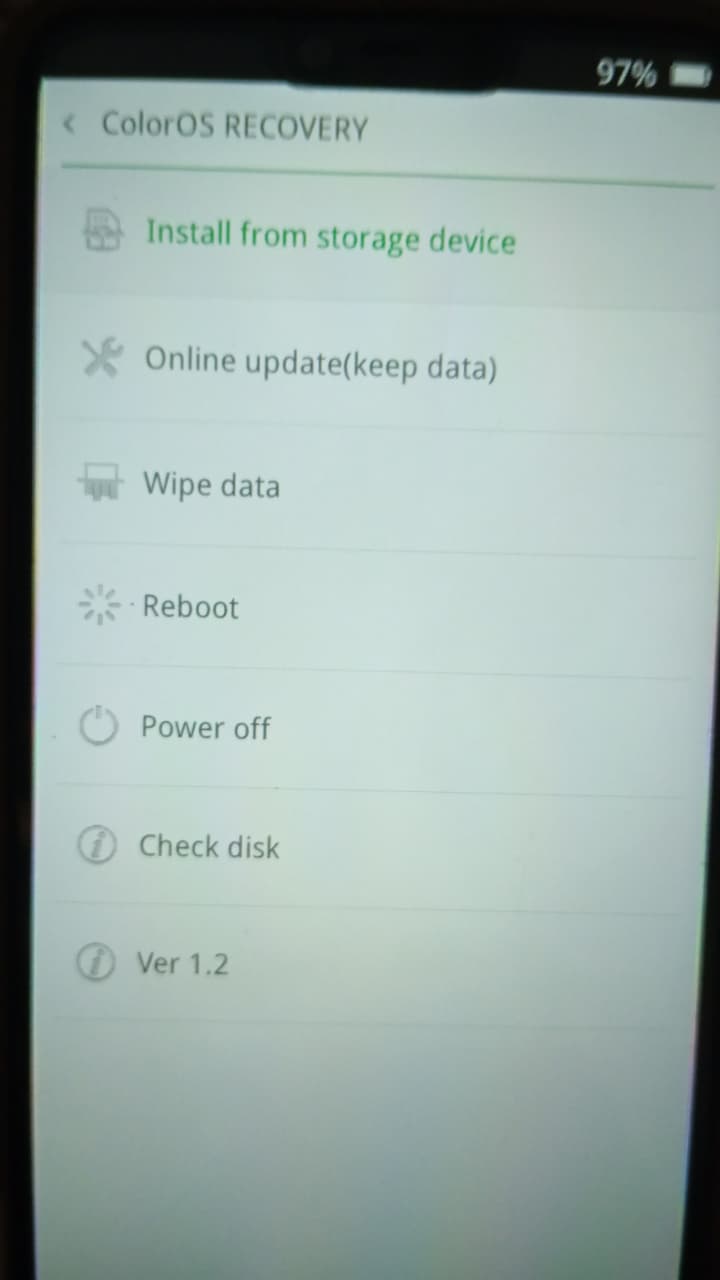 97%
ColorOS RECOVERY
Install from storage device
Online update(keep data)
Wipe data
Reboot
Power off
Check disk
Ver 1.2